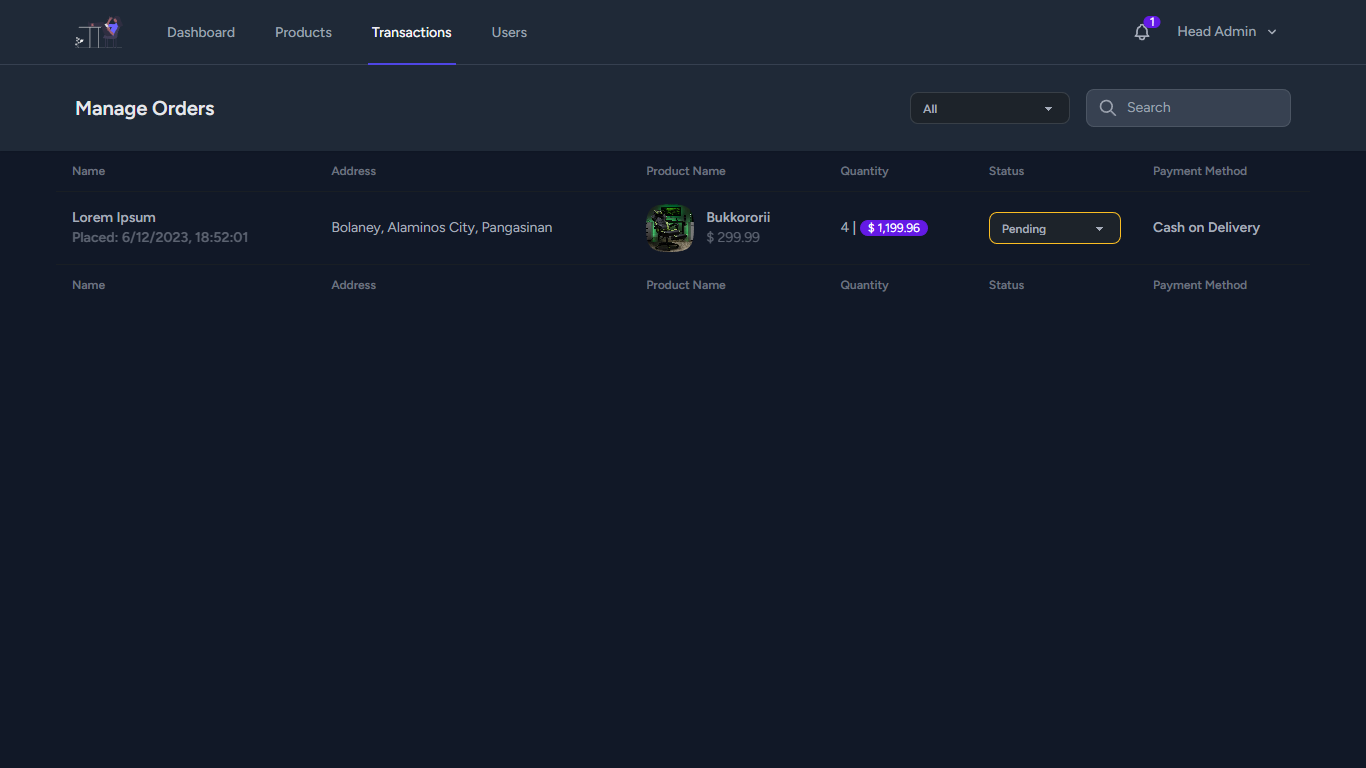 Dashboard Products Transactions Users 1 Head Admin
Manage Orders All Search
Name Address Product Name Quantity Status Payment Method
Lorem Ipsum
Placed: 6/12/2023, 18:52:01
Bolaney, Alaminos City, Pangasinan
Bukkororii
$ 299.99
4 | $ 1,199.96
Pending
Cash on Delivery
Name Address Product Name Quantity Status Payment Method